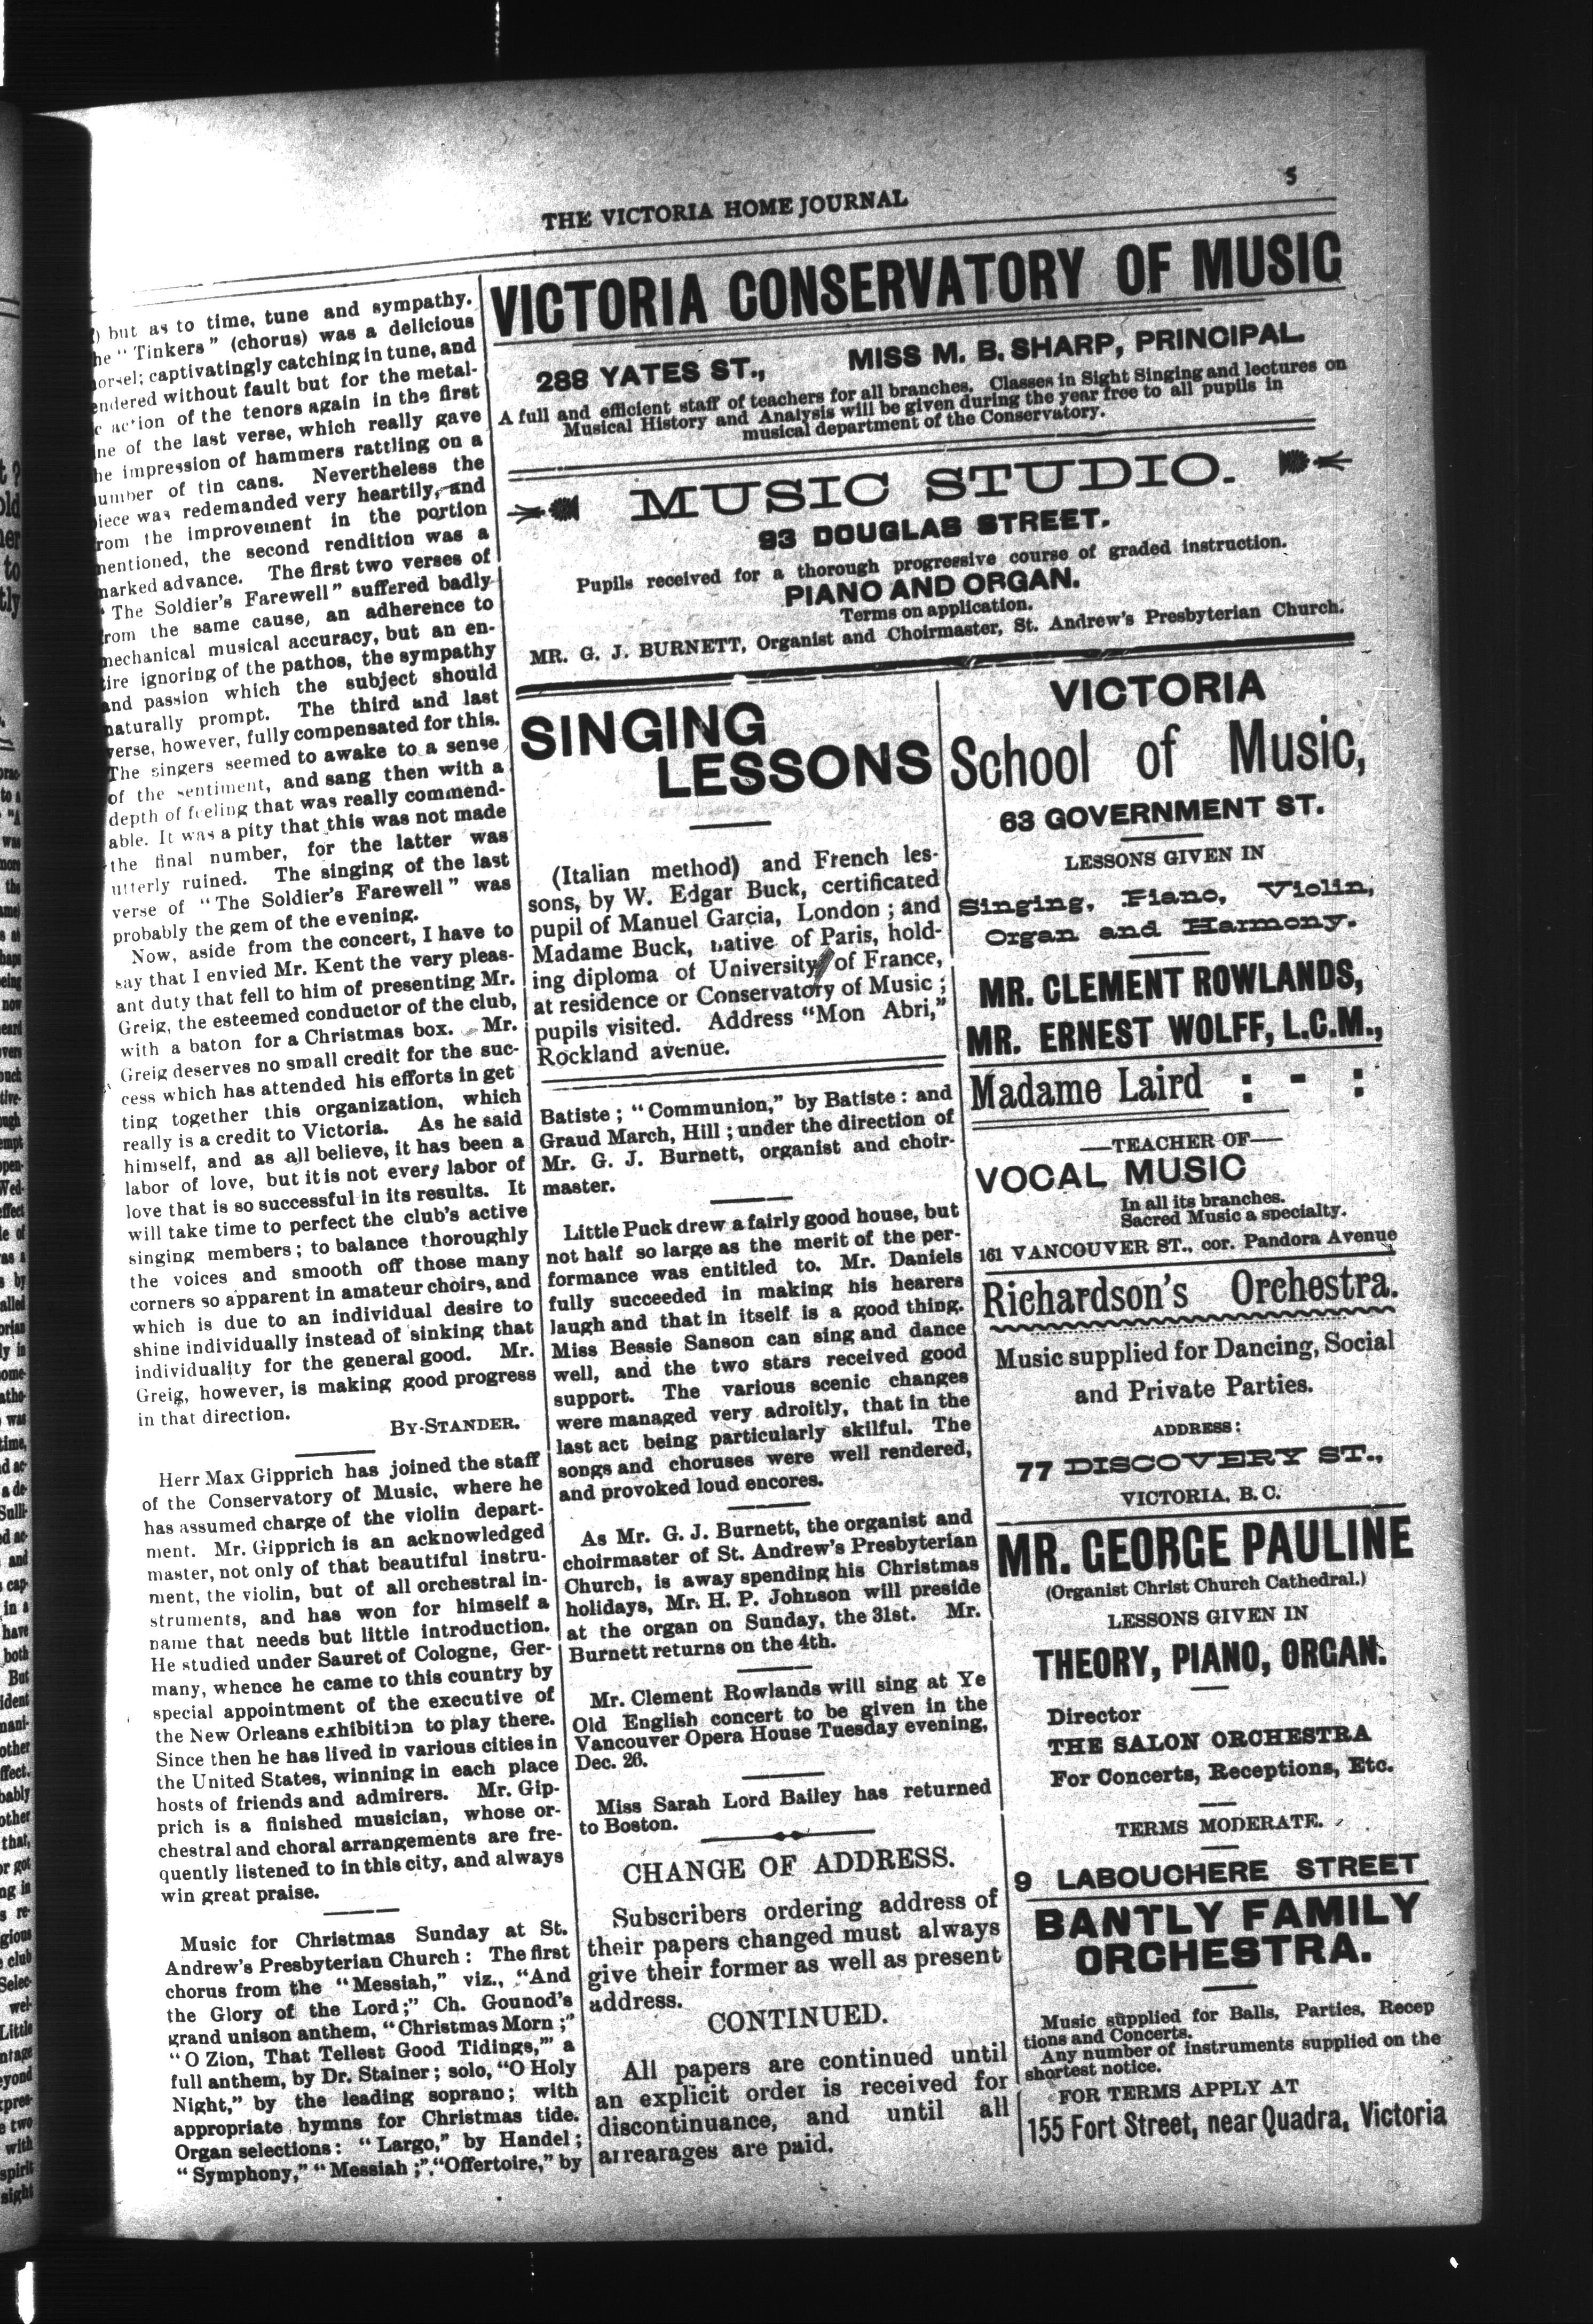 THE VICTORIA HOME JOURNAL
5
but as to time, tune and sympathy.
"Tinkers" (chorus) was a delicious
captivatingly catching in tune, and
without fault but for the metal-
of the tenors again in the first
of the last verse, which really gave
impression of hammers rattling on a
of tin cans. Nevertheless the
was redemanded very heartily, and
the improvement in the portion
the second rendition was a
advance. The first two verses of
"The Soldier's Farewell" suffered badly
the same cause, an adherence to
mechanical musical accuracy, but an en-
ignoring of the pathos, the sympathy
passion which the subject should
naturally prompt. The third and last
verse, however, fully compensated for this.
The singers seemed to awake to a sense
of the sentiment, and sang then with a
depth of feeling that was really commend-
able. It was a pity that this was not made
the final number, for the latter was
utterly ruined. The singing of the last
verse of "The Soldier's Farewell" was
probably the gem of the evening.
Now, aside from the concert, I have to
say that I envied Mr. Kent the very pleas-
ant duty that fell to him of presenting Mr.
Greig, the esteemed conductor of the club,
with a baton for a Christmas box. Mr.
Greig deserves no small credit for the suc-
cess which has attended his efforts in get
ting together this organization, which
really is a credit to Victoria. As he said
himself, and as all believe, it has been a
labor of love, but it is not every labor of
love that is so successful in its results. It
will take time to perfect the club's active
singing members; to balance thoroughly
the voices and smooth off those many
corners so apparent in amateur choirs, and
which is due to an individual desire to
shine individually instead of sinking that
individuality for the general good. Mr.
Greig, however, is making good progress
in that direction.
BY-STANDER.
Herr Max Gipprich has joined the staff
of the Conservatory of Music, where he
has assumed charge of the violin depart-
ment. Mr. Gipprich is an acknowledged
master, not only of that beautiful instru-
ment, the violin, but of all orchestral in-
struments, and has won for himself a
name that needs but little introduction.
He studied under Sauret of Cologne, Ger-
many, whence he came to this country by
special appointment of the executive of
the New Orleans exhibition to play there.
Since then he has lived in various cities in
the United States, winning in each place
hosts of friends and admirers. Mr. Gip-
prich is a finished musician, whose or-
chestral and choral arrangements are fre-
quently listened to in this city, and always
win great praise.
Music for Christmas Sunday at St.
Andrew's Presbyterian Church: The first
chorus from the "Messiah," viz., "And
the Glory of the Lord;" Ch. Gounod's
grand unison anthem, "Christmas Morn;"
"O Zion, That Tellest Good Tidings,'" a
full anthem, by Dr. Stainer; solo, "O Holy
Night," by the leading soprano; with
appropriate hymns for Christmas tide.
Organ selections: "Largo," by Handel;
"Symphony," "Messiah;" "Offertoire," by
VICTORIA CONSERVATORY OF MUSIC
288 YATES ST., MISS M. B. SHARP, PRINCIPAL.
A full and efficient staff of teachers for all branches. Classes in Sight Singing and lectures on
Musical History and Analysis will be given during the year free to all pupils in
musical department of the Conservatory.
MUSIC STUDIO.
93 DOUGLAS STREET.
Pupils received for a thorough progressive course of graded instruction.
PIANO AND ORGAN.
Terms on application.
MR. G. J. BURNETT, Organist and Choirmaster, St. Andrew's Presbyterian Church.
SINGING
LESSONS
(Italian method) and French les-
sons, by W. Edgar Buck, certificated
pupil of Manuel Garcia, London; and
Madame Buck, native of Paris, hold-
ing diploma of University of France,
at residence or Conservatory of Music;
pupils visited. Address "Mon Abri,"
Rockland avenue.
Batiste; "Communion," by Batiste: and
Graud March, Hill; under the direction of
Mr. G. J. Burnett, organist and choir-
master.
Little Puck drew a fairly good house, but
not half so large as the merit of the per-
formance was entitled to. Mr. Daniels
fully succeeded in making his hearers
laugh and that in itself is a good thing.
Miss Bessie Sanson can sing and dance
well, and the two stars received good
support. The various scenic changes
were managed very adroitly, that in the
last act being particularly skilful. The
songs and choruses were well rendered,
and provoked loud encores.
As Mr. G. J. Burnett, the organist and
choirmaster of St. Andrew's Presbyterian
Church, is away spending his Christmas
holidays, Mr. H. P. Johnson will preside
at the organ on Sunday, the 31st. Mr.
Burnett returns on the 4th.
Mr. Clement Rowlands will sing at Ye
Old English concert to be given in the
Vancouver Opera House Tuesday evening,
Dec. 26.
Miss Sarah Lord Bailey has returned
to Boston.
CHANGE OF ADDRESS.
Subscribers ordering address of
their papers changed must always
give their former as well as present
address.
CONTINUED.
All papers are continued until
an explicit order is received for
discontinuance, and until all
arrearages are paid.
VICTORIA
School of Music,
63 GOVERNMENT ST.
LESSONS GIVEN IN
Singing, Piano, Violin,
Organ and Harmony.
MR. CLEMENT ROWLANDS,
MR. ERNEST WOLFF, L.C.M.,
Madame Laird : - :
—TEACHER OF—
VOCAL MUSIC
In all its branches.
Sacred Music a specialty.
161 VANCOUVER ST., cor. Pandora Avenue
Richardson's Orchestra.
Music supplied for Dancing, Social
and Private Parties.
ADDRESS:
77 DISCOVERY ST.,
VICTORIA, B.C.
MR. GEORGE PAULINE
(Organist Christ Church Cathedral.)
LESSONS GIVEN IN
THEORY, PIANO, ORGAN.
Director
THE SALON ORCHESTRA
For Concerts, Receptions, Etc.
TERMS MODERATE.
9 LABOUCHERE STREET
BANTLY FAMILY
ORCHESTRA.
Music supplied for Balls, Parties, Recep
tions and Concerts.
Any number of instruments supplied on the
shortest notice.
FOR TERMS APPLY AT
155 Fort Street, near Quadra, Victoria